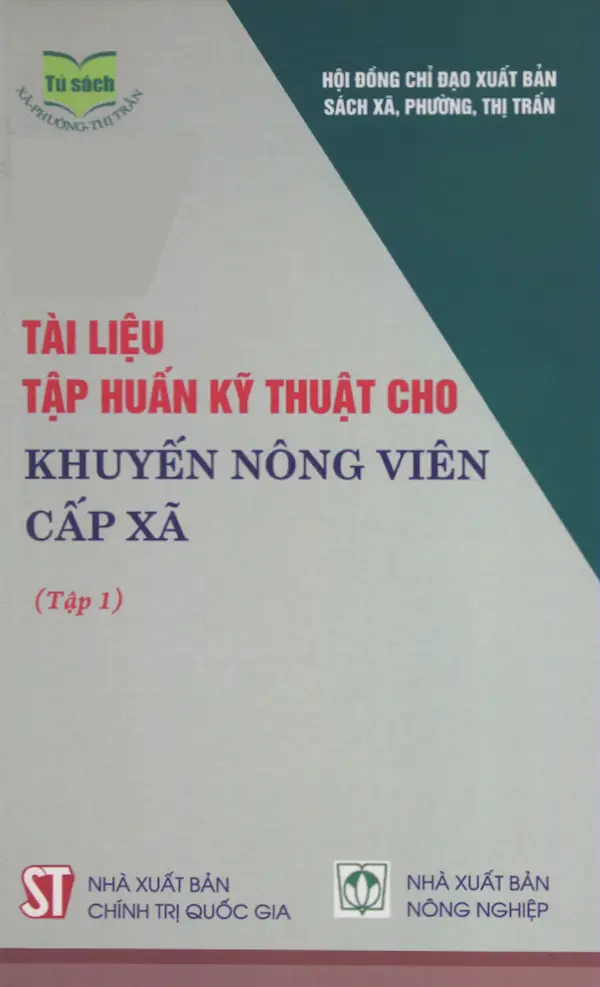 Tủ sách
XÃ-PHƯỜNG-THỊ TRẤN
HỘI ĐỒNG CHỈ ĐẠO XUẤT BẢN
SÁCH XÃ, PHƯỜNG, THỊ TRẤN
TÀI LIỆU
TẬP HUẤN KỸ THUẬT CHO
KHUYẾN NÔNG VIÊN
CẤP XÃ
(Tập 1)
ST
NHÀ XUẤT BẢN
CHÍNH TRỊ QUỐC GIA
NHÀ XUẤT BẢN
NÔNG NGHIỆP